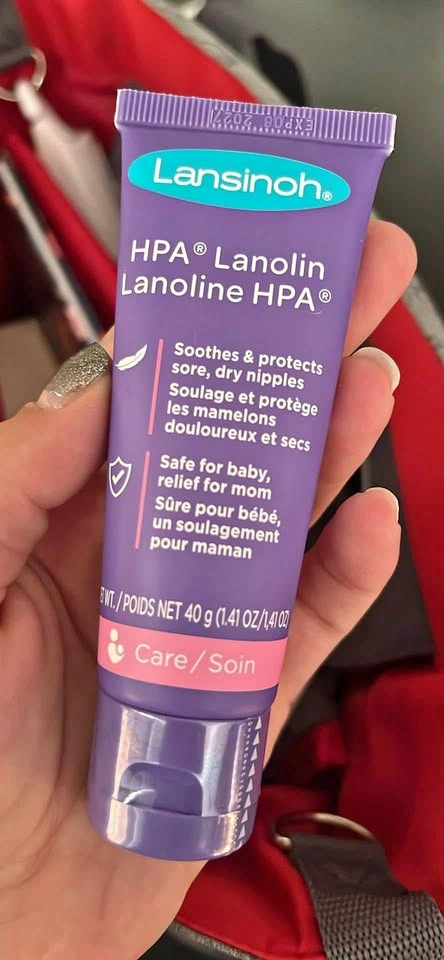 EXP08 2027
Lansinoh®
HPA® Lanolin
Lanoline HPA®
Soothes & protects
sore, dry nipples
Soulage et protège
les mamelons
douloureux et secs
Safe for baby,
relief for mom
Sûre pour bébé,
un soulagement
pour maman
WT. / POIDS NET 40 g (1.41 OZ/1,41 OZ)
Care / Soin